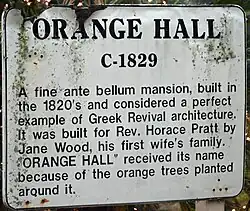 ORANGE HALL
C-1829
A fine ante bellum mansion, built in
the 1820's and considered a perfect
example of Greek Revival architecture.
It was built for Rev. Horace Pratt by
Jane Wood, his first wife's family.
"ORANGE HALL" received its name
because of the orange trees planted
around it.